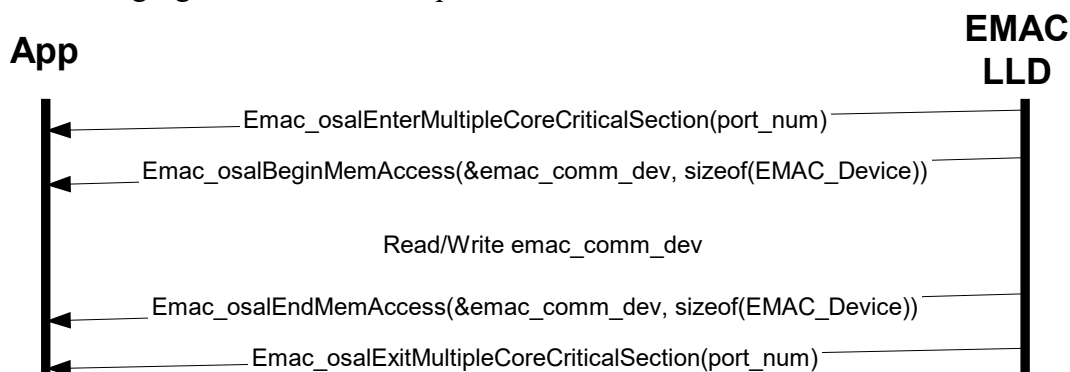 App
EMAC
LLD
Emac_osalEnterMultipleCoreCriticalSection(port_num)
Emac_osalBeginMemAccess(&emac_comm_dev, sizeof(EMAC_Device))
Read/Write emac_comm_dev
Emac_osalEndMemAccess(&emac_comm_dev, sizeof(EMAC_Device))
Emac_osalExitMultipleCoreCriticalSection(port_num)